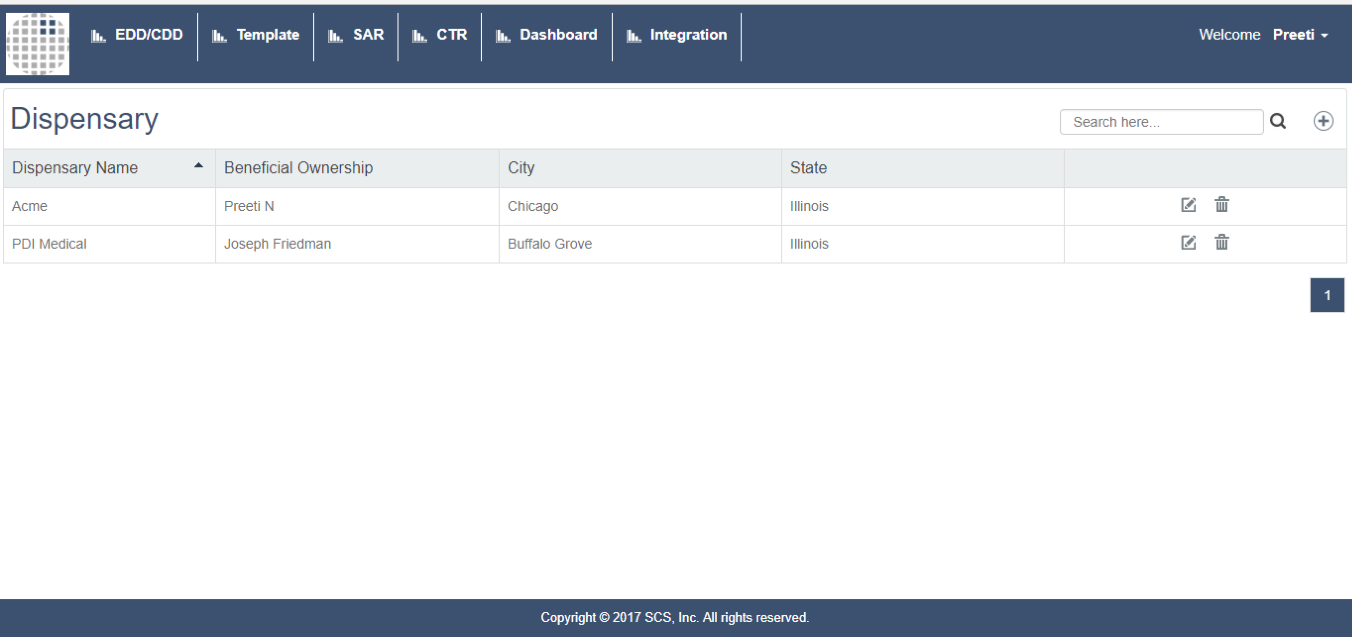 EDD/CDD Template SAR CTR Dashboard Integration Welcome Preeti
Dispensary
Search here...
Dispensary Name Beneficial Ownership City State
Acme Preeti N Chicago Illinois
PDI Medical Joseph Friedman Buffalo Grove Illinois
1
Copyright © 2017 SCS, Inc. All rights reserved.